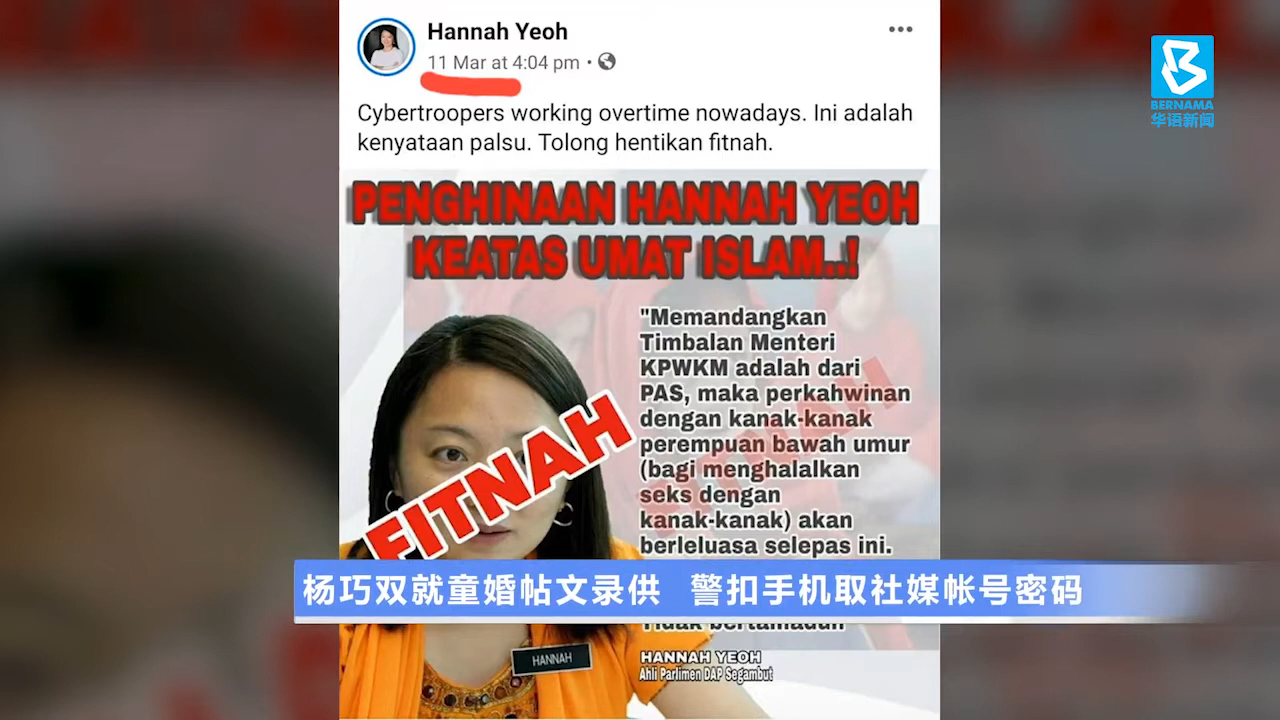 Hannah Yeoh
11 Mar at 4:04 pm •
Cybertroopers working overtime nowadays. Ini adalah
kenyataan palsu. Tolong hentikan fitnah.
BERNAMA
华语新闻
PENGHINAAN HANNAH YEOH
KEATAS UMAT ISLAM..!
"Memandangkan
Timbalan Menteri
KPWKM adalah dari
PAS, maka perkahwinan
dengan kanak-kanak
perempuan bawah umur
(bagi menghalalkan
seks dengan
kanak-kanak) akan
berleluasa selepas ini.
FITNAH
FITNAH
杨巧双就童婚帖文录供 警扣手机取社媒帐号密码
HANNAH
HANNAH YEOH
Ahli Parlimen DAP Segambut